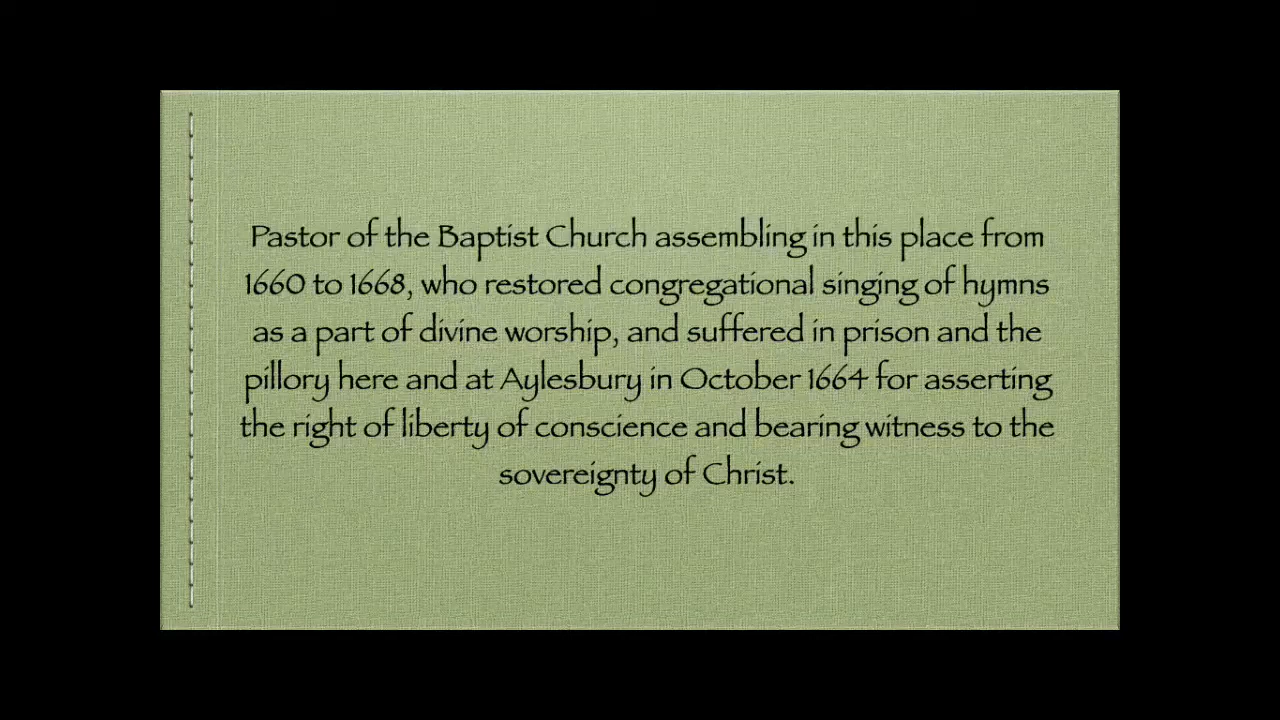 Pastor of the Baptist Church assembling in this place from
1660 to 1668, who restored congregational singing of hymns
as a part of divine worship, and suffered in prison and the
pillory here and at Aylesbury in October 1664 for asserting
the right of liberty of conscience and bearing witness to the
sovereignty of Christ.